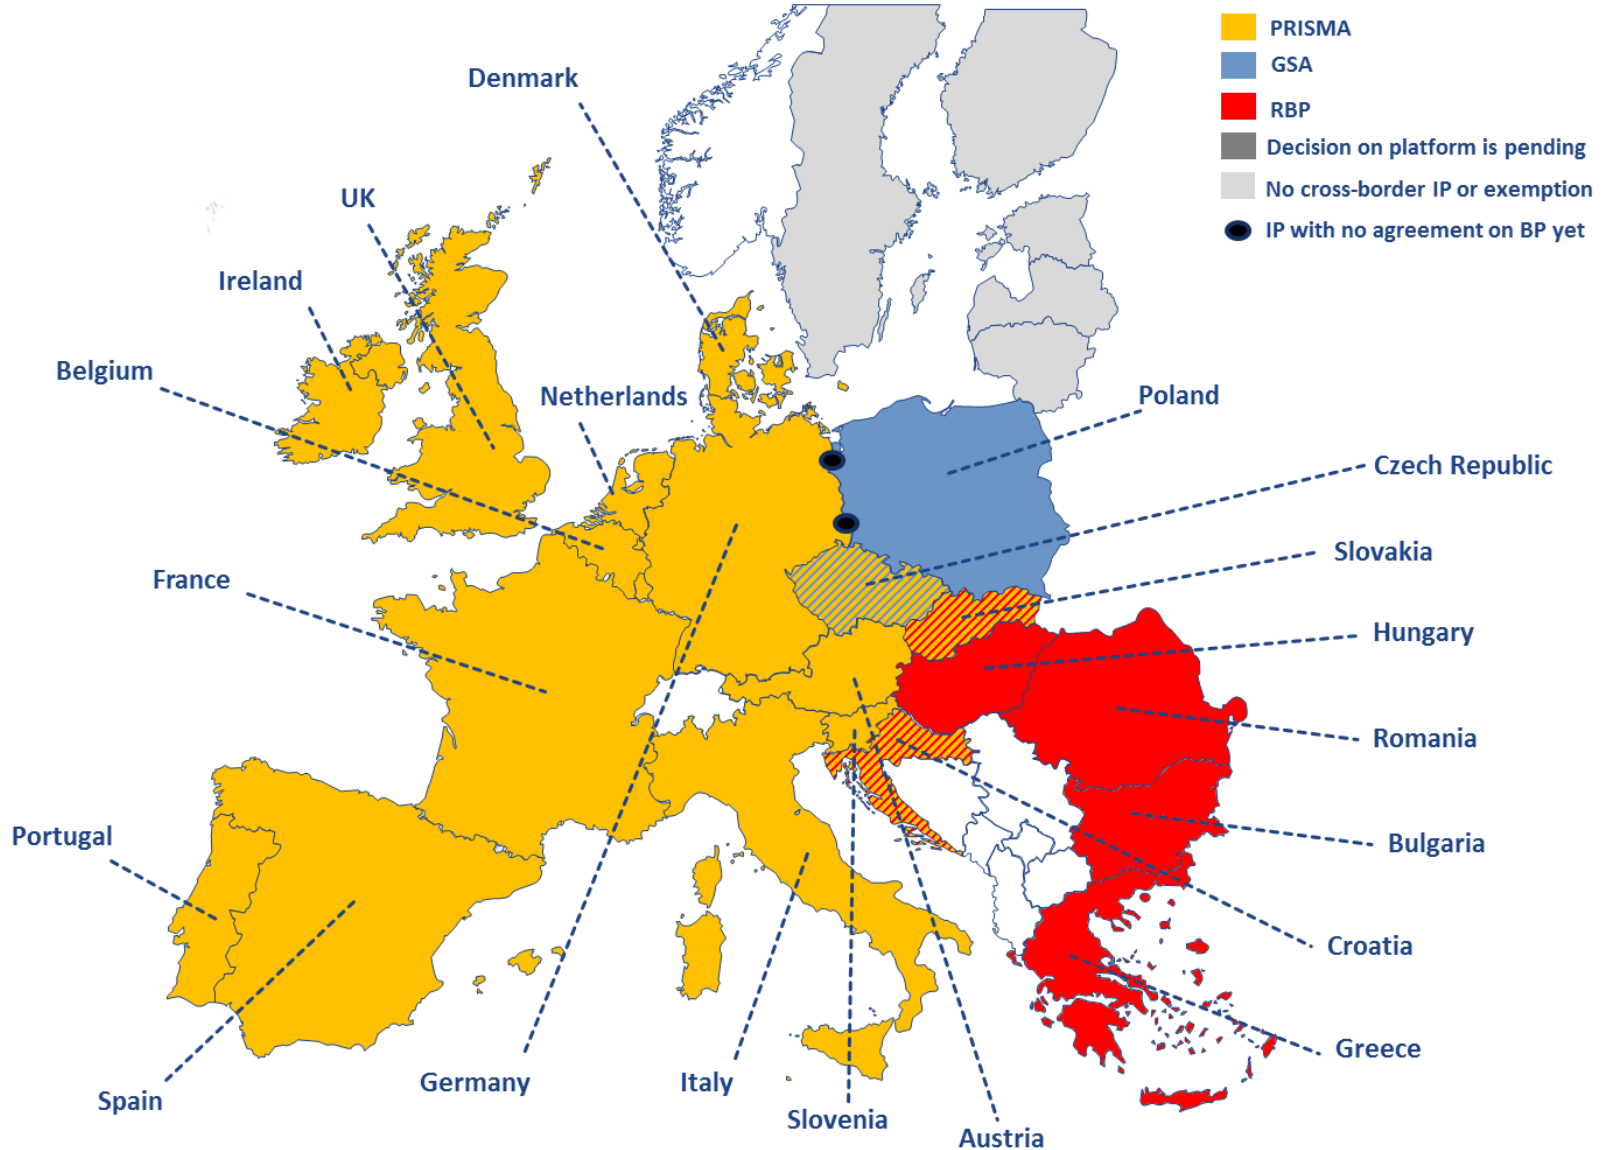 PRISMA
GSA
RBP
Decision on platform is pending
No cross-border IP or exemption
IP with no agreement on BP yet
Denmark
UK
Ireland
Belgium
Netherlands
Poland
Czech Republic
Slovakia
France
Hungary
Romania
Portugal
Bulgaria
Croatia
Greece
Germany
Italy
Spain
Slovenia
Austria